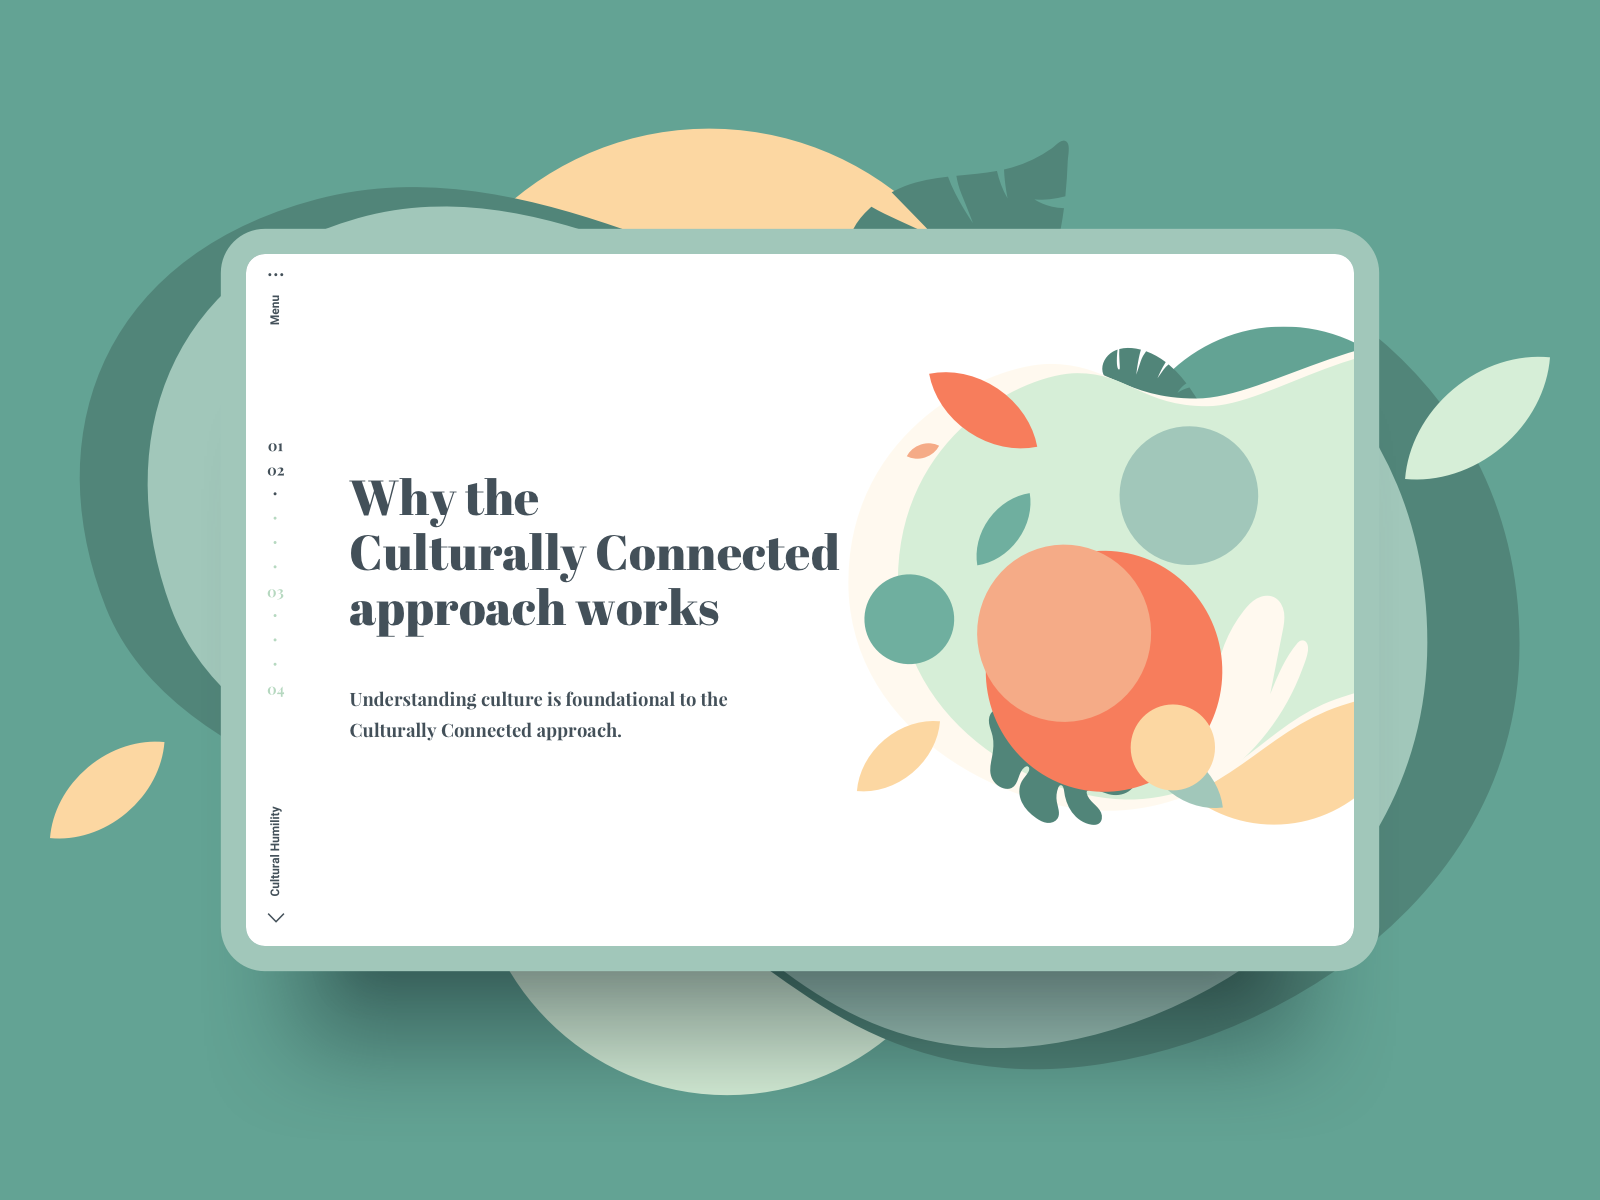 Menu
01
02
03
04
Why the
Culturally Connected
approach works
Understanding culture is foundational to the
Culturally Connected approach.
Cultural Humility